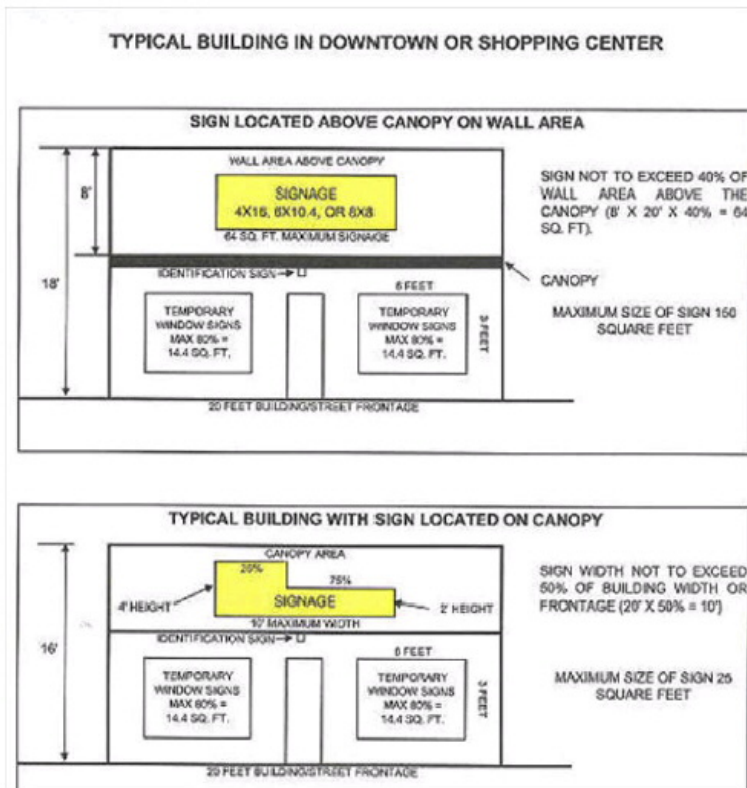 TYPICAL BUILDING IN DOWNTOWN OR SHOPPING CENTER
SIGN LOCATED ABOVE CANOPY ON WALL AREA
WALL AREA ABOVE CANOPY
8'
SIGNAGE
4X16, 6X10.4, OR 8X8
64 SQ. FT. MAXIMUM SIGNAGE
SIGN NOT TO EXCEED 40% OF
WALL AREA ABOVE THE
CANOPY (8' X 20' X 40% = 64
SQ. FT).
18'
IDENTIFICATION SIGN
CANOPY
6 FEET
TEMPORARY
WINDOW SIGNS
MAX 80% =
14.4 SQ. FT.
TEMPORARY
WINDOW SIGNS
MAX 80% =
14.4 SQ. FT.
3 FEET
MAXIMUM SIZE OF SIGN 150
SQUARE FEET
20 FEET BUILDING/STREET FRONTAGE
TYPICAL BUILDING WITH SIGN LOCATED ON CANOPY
CANOPY AREA
75%
4' HEIGHT
SIGNAGE
2' HEIGHT
10' MAXIMUM WIDTH
SIGN WIDTH NOT TO EXCEED
50% OF BUILDING WIDTH OR
FRONTAGE (20' X 50% = 10')
16'
IDENTIFICATION SIGN
6 FEET
TEMPORARY
WINDOW SIGNS
MAX 80% =
14.4 SQ. FT.
TEMPORARY
WINDOW SIGNS
MAX 80% =
14.4 SQ. FT.
3 FEET
MAXIMUM SIZE OF SIGN 25
SQUARE FEET
20 FEET BUILDING/STREET FRONTAGE